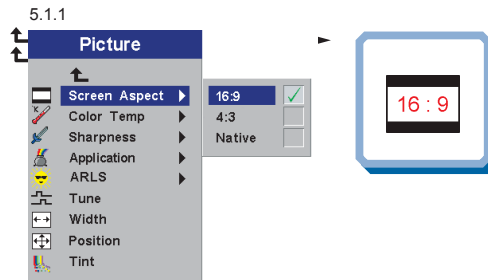 5.1.1
Picture
Screen Aspect
16:9
Color Temp
4:3
Sharpness
Native
Application
ARLS
Tune
Width
Position
Tint
16 : 9